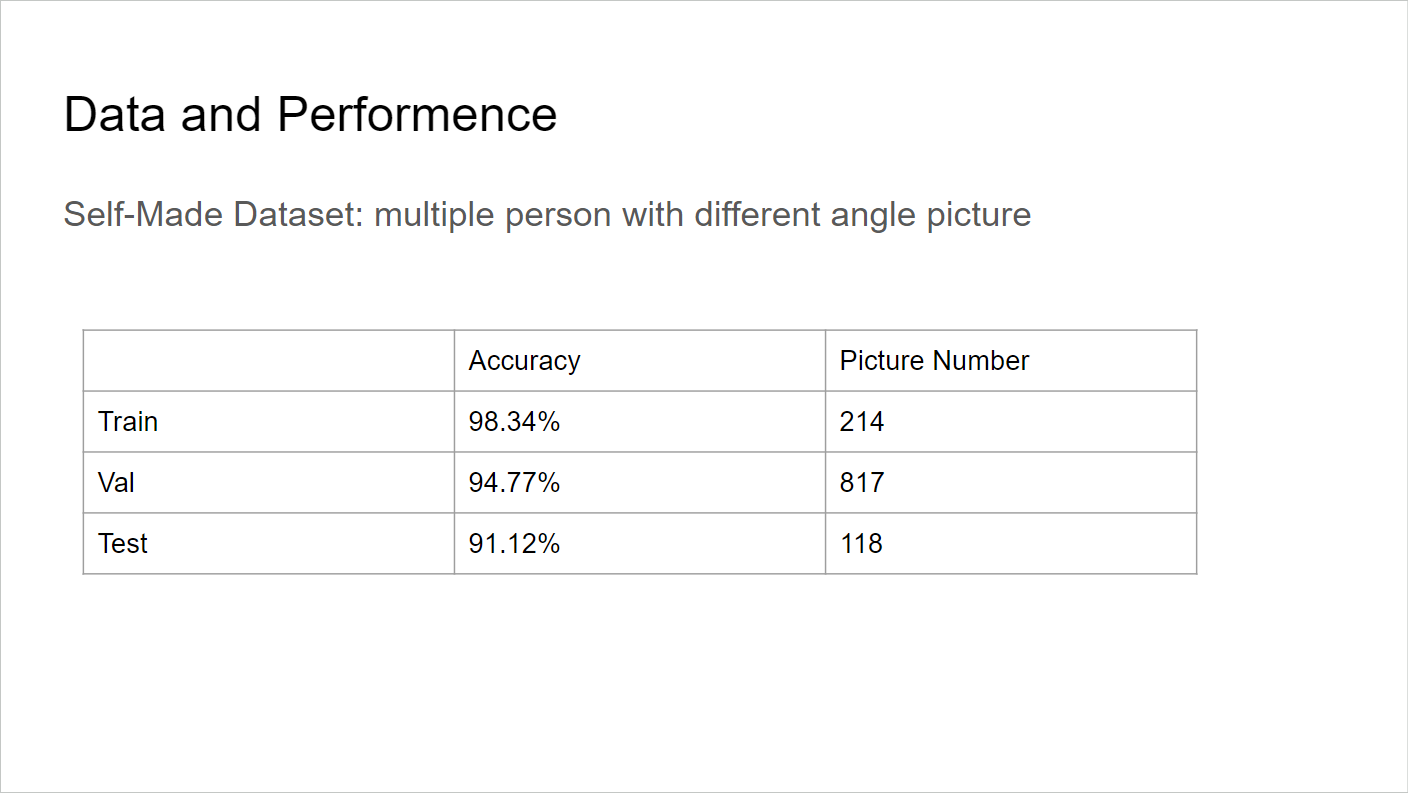 Data and Performence
Self-Made Dataset: multiple person with different angle picture
Accuracy Picture Number
Train 98.34% 214
Val 94.77% 817
Test 91.12% 118